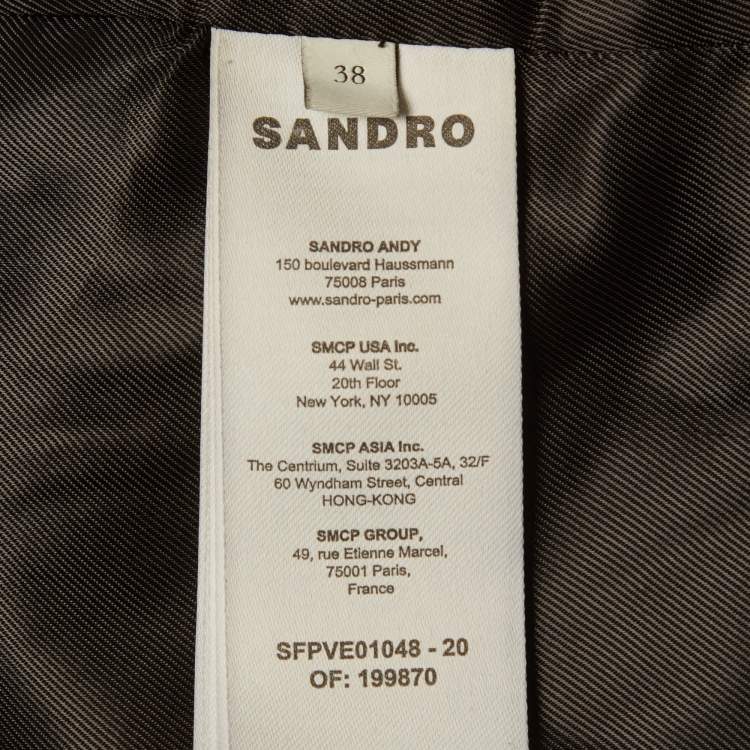 38
SANDRO
SANDRO ANDY
150 boulevard Haussmann
75008 Paris
www.sandro-paris.com
SMCP USA Inc.
44 Wall St.
20th Floor
New York, NY 10005
SMCP ASIA Inc.
The Centrium, Suite 3203A-5A, 32/F
60 Wyndham Street, Central
HONG-KONG
SMCP GROUP,
49, rue Etienne Marcel,
75001 Paris,
France
SFPVE01048 - 20
OF: 199870